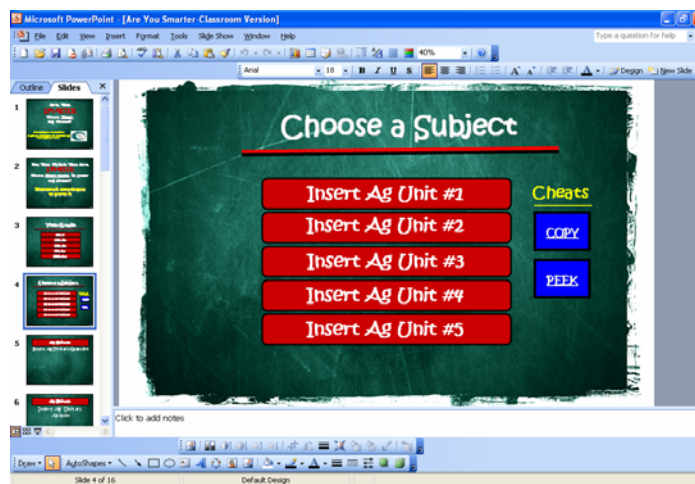 Microsoft PowerPoint - [Are You Smarter-Classroom Version]
File Edit View Insert Format Tools Slide Show Window Help
Type a question for help
40%
Arial 18 B I U S A A A Design New Slide
Outline Slides X
1
2
3
4
5
6
Choose a Subject
Insert Ag Unit #1
Insert Ag Unit #2
Insert Ag Unit #3
Insert Ag Unit #4
Insert Ag Unit #5
Cheats
COPY
PEEK
Click to add notes
Draw AutoShapes A
Slide 4 of 16 Default Design